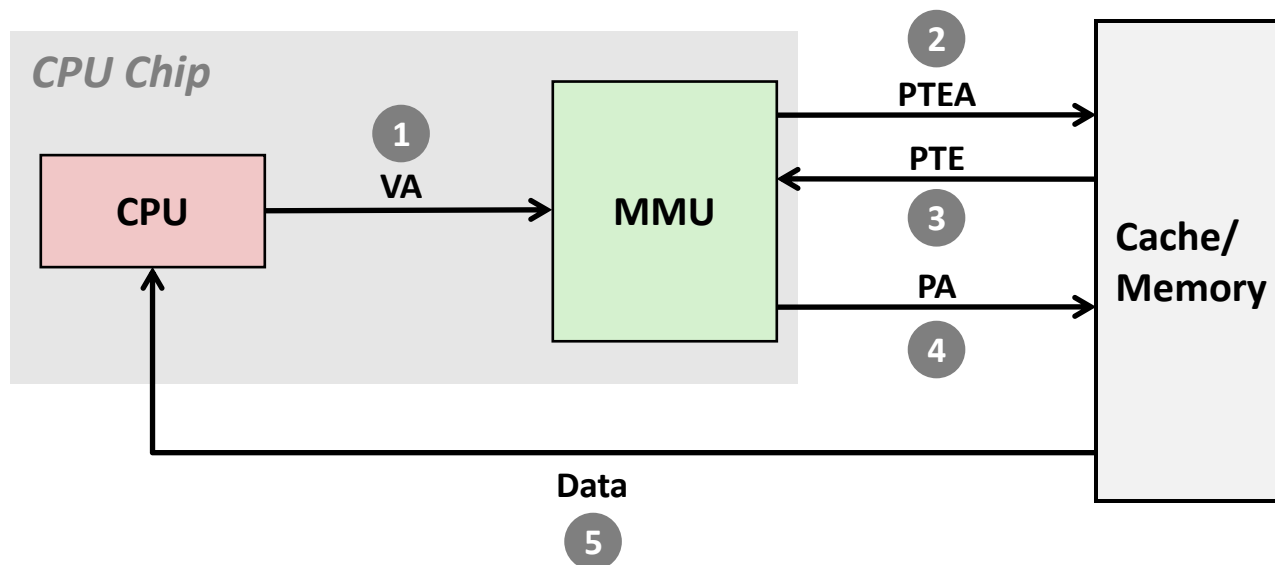 CPU Chip
2
PTEA
1
VA
PTE
CPU
MMU
3
Cache/
Memory
PA
4
Data
5